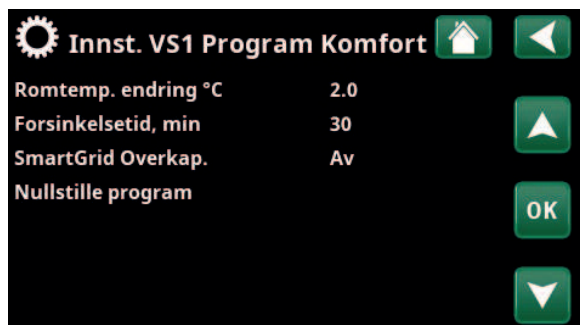 Innst. VS1 Program Komfort
Romtemp. endring °C 2.0
Forsinkelsetid, min 30
SmartGrid Overkap. Av
Nullstille program
OK